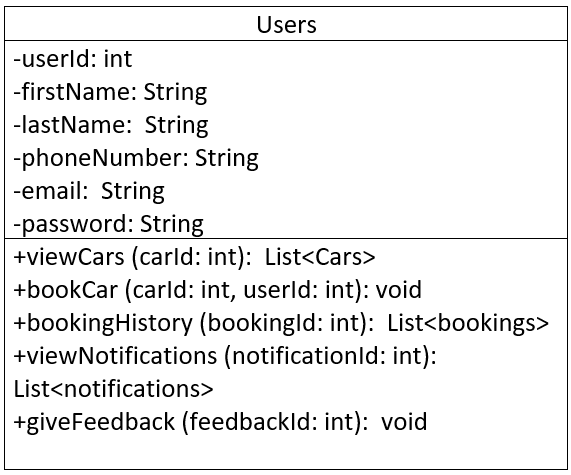 Users
-userId: int
-firstName: String
-lastName:  String
-phoneNumber: String
-email:  String
-password: String
+viewCars (carId: int):  List<Cars>
+bookCar (carId: int, userId: int): void
+bookingHistory (bookingId: int):  List<bookings>
+viewNotifications (notificationId: int):
List<notifications>
+giveFeedback (feedbackId: int):  void